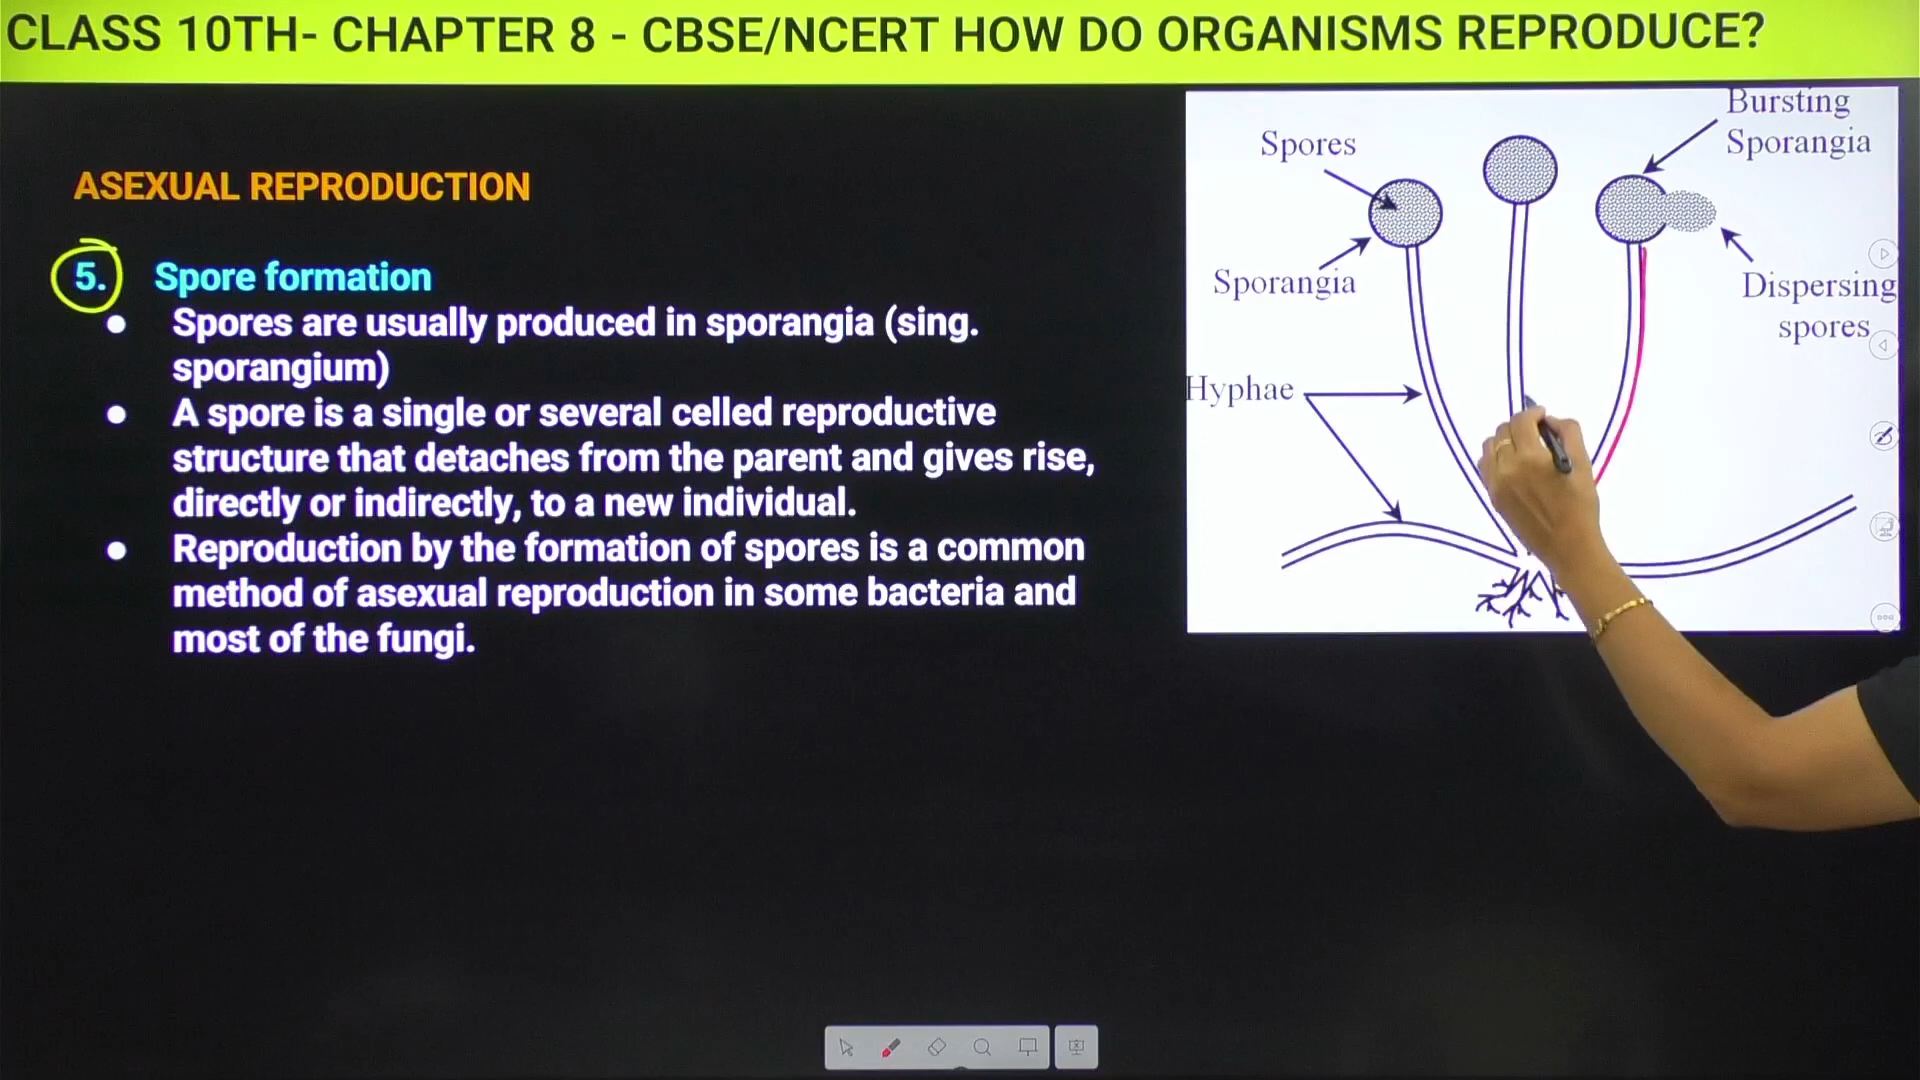 CLASS 10TH- CHAPTER 8 - CBSE/NCERT HOW DO ORGANISMS REPRODUCE?
ASEXUAL REPRODUCTION
5. Spore formation
● Spores are usually produced in sporangia (sing.
sporangium)
● A spore is a single or several celled reproductive
structure that detaches from the parent and gives rise,
directly or indirectly, to a new individual.
● Reproduction by the formation of spores is a common
method of asexual reproduction in some bacteria and
most of the fungi.
Bursting
Sporangia
Spores
Sporangia
Dispersing
spores
Hyphae